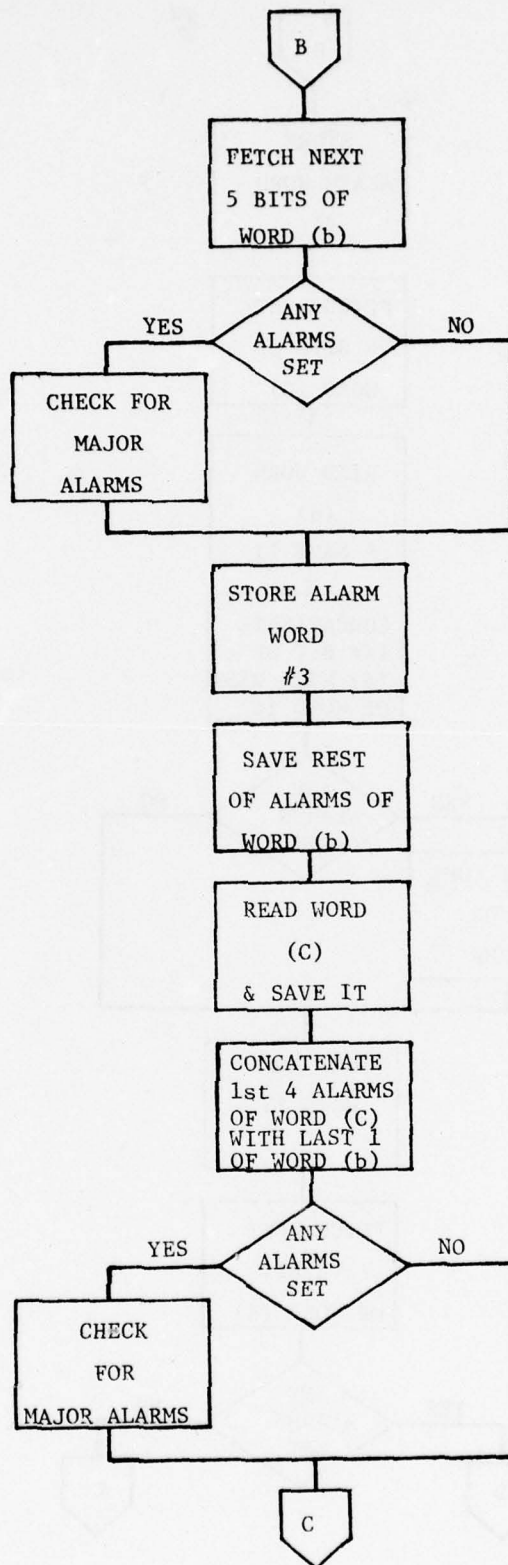 B
FETCH NEXT
5 BITS OF
WORD (b)
ANY
ALARMS
SET
YES
NO
CHECK FOR
MAJOR
ALARMS
STORE ALARM
WORD
#3
SAVE REST
OF ALARMS OF
WORD (b)
READ WORD
(C)
& SAVE IT
CONCATENATE
1st 4 ALARMS
OF WORD (C)
WITH LAST 1
OF WORD (b)
ANY
ALARMS
SET
YES
NO
CHECK
FOR
MAJOR ALARMS
C